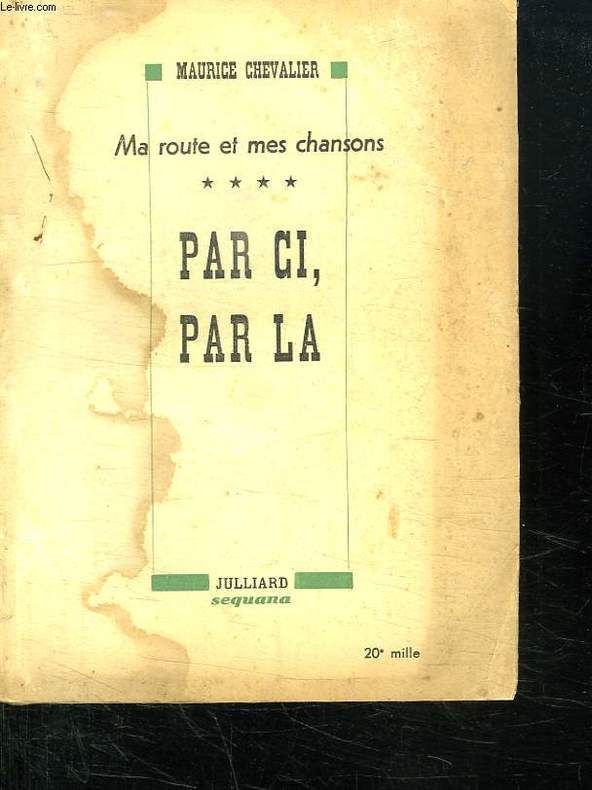 Le-livre.com
MAURICE CHEVALIER
Ma route et mes chansons
★ ★ ★ ★
PAR CI,
PAR LA
JULLIARD
sequana
20e mille